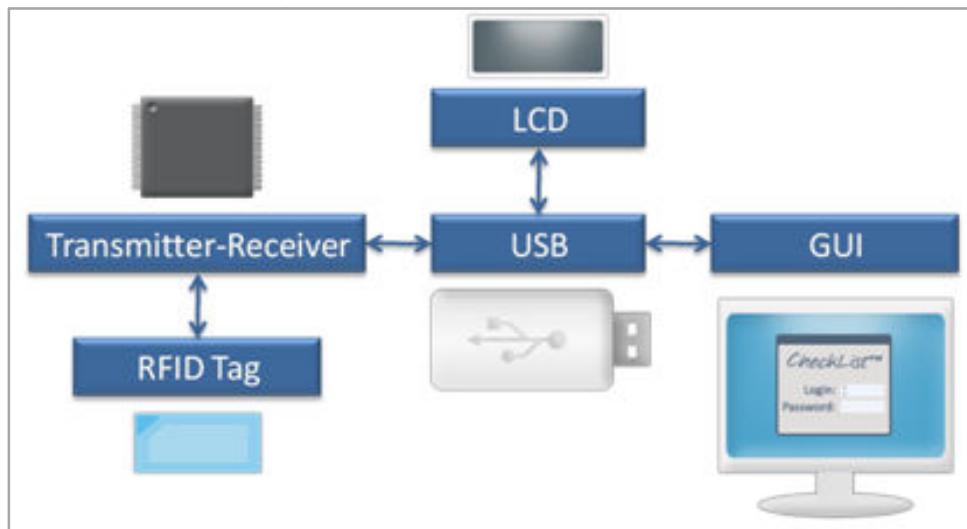 LCD
Transmitter-Receiver
USB
GUI
RFID Tag
CheckList™
Login:
Password: